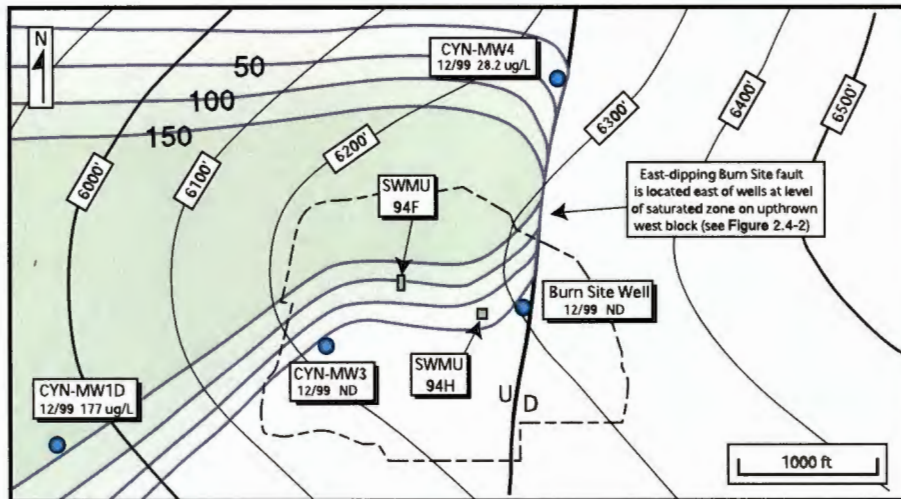 N
CYN-MW4
12/99 28.2 ug/L
50
100
150
6000'
6100'
6200'
6300'
6400'
6500'
East-dipping Burn Site fault
is located east of wells at level
of saturated zone on upthrown
west block (see Figure 2.4-2)
SWMU
94F
Burn Site Well
12/99 ND
SWMU
94H
CYN-MW3
12/99 ND
CYN-MW1D
12/99 177 ug/L
U D
1000 ft